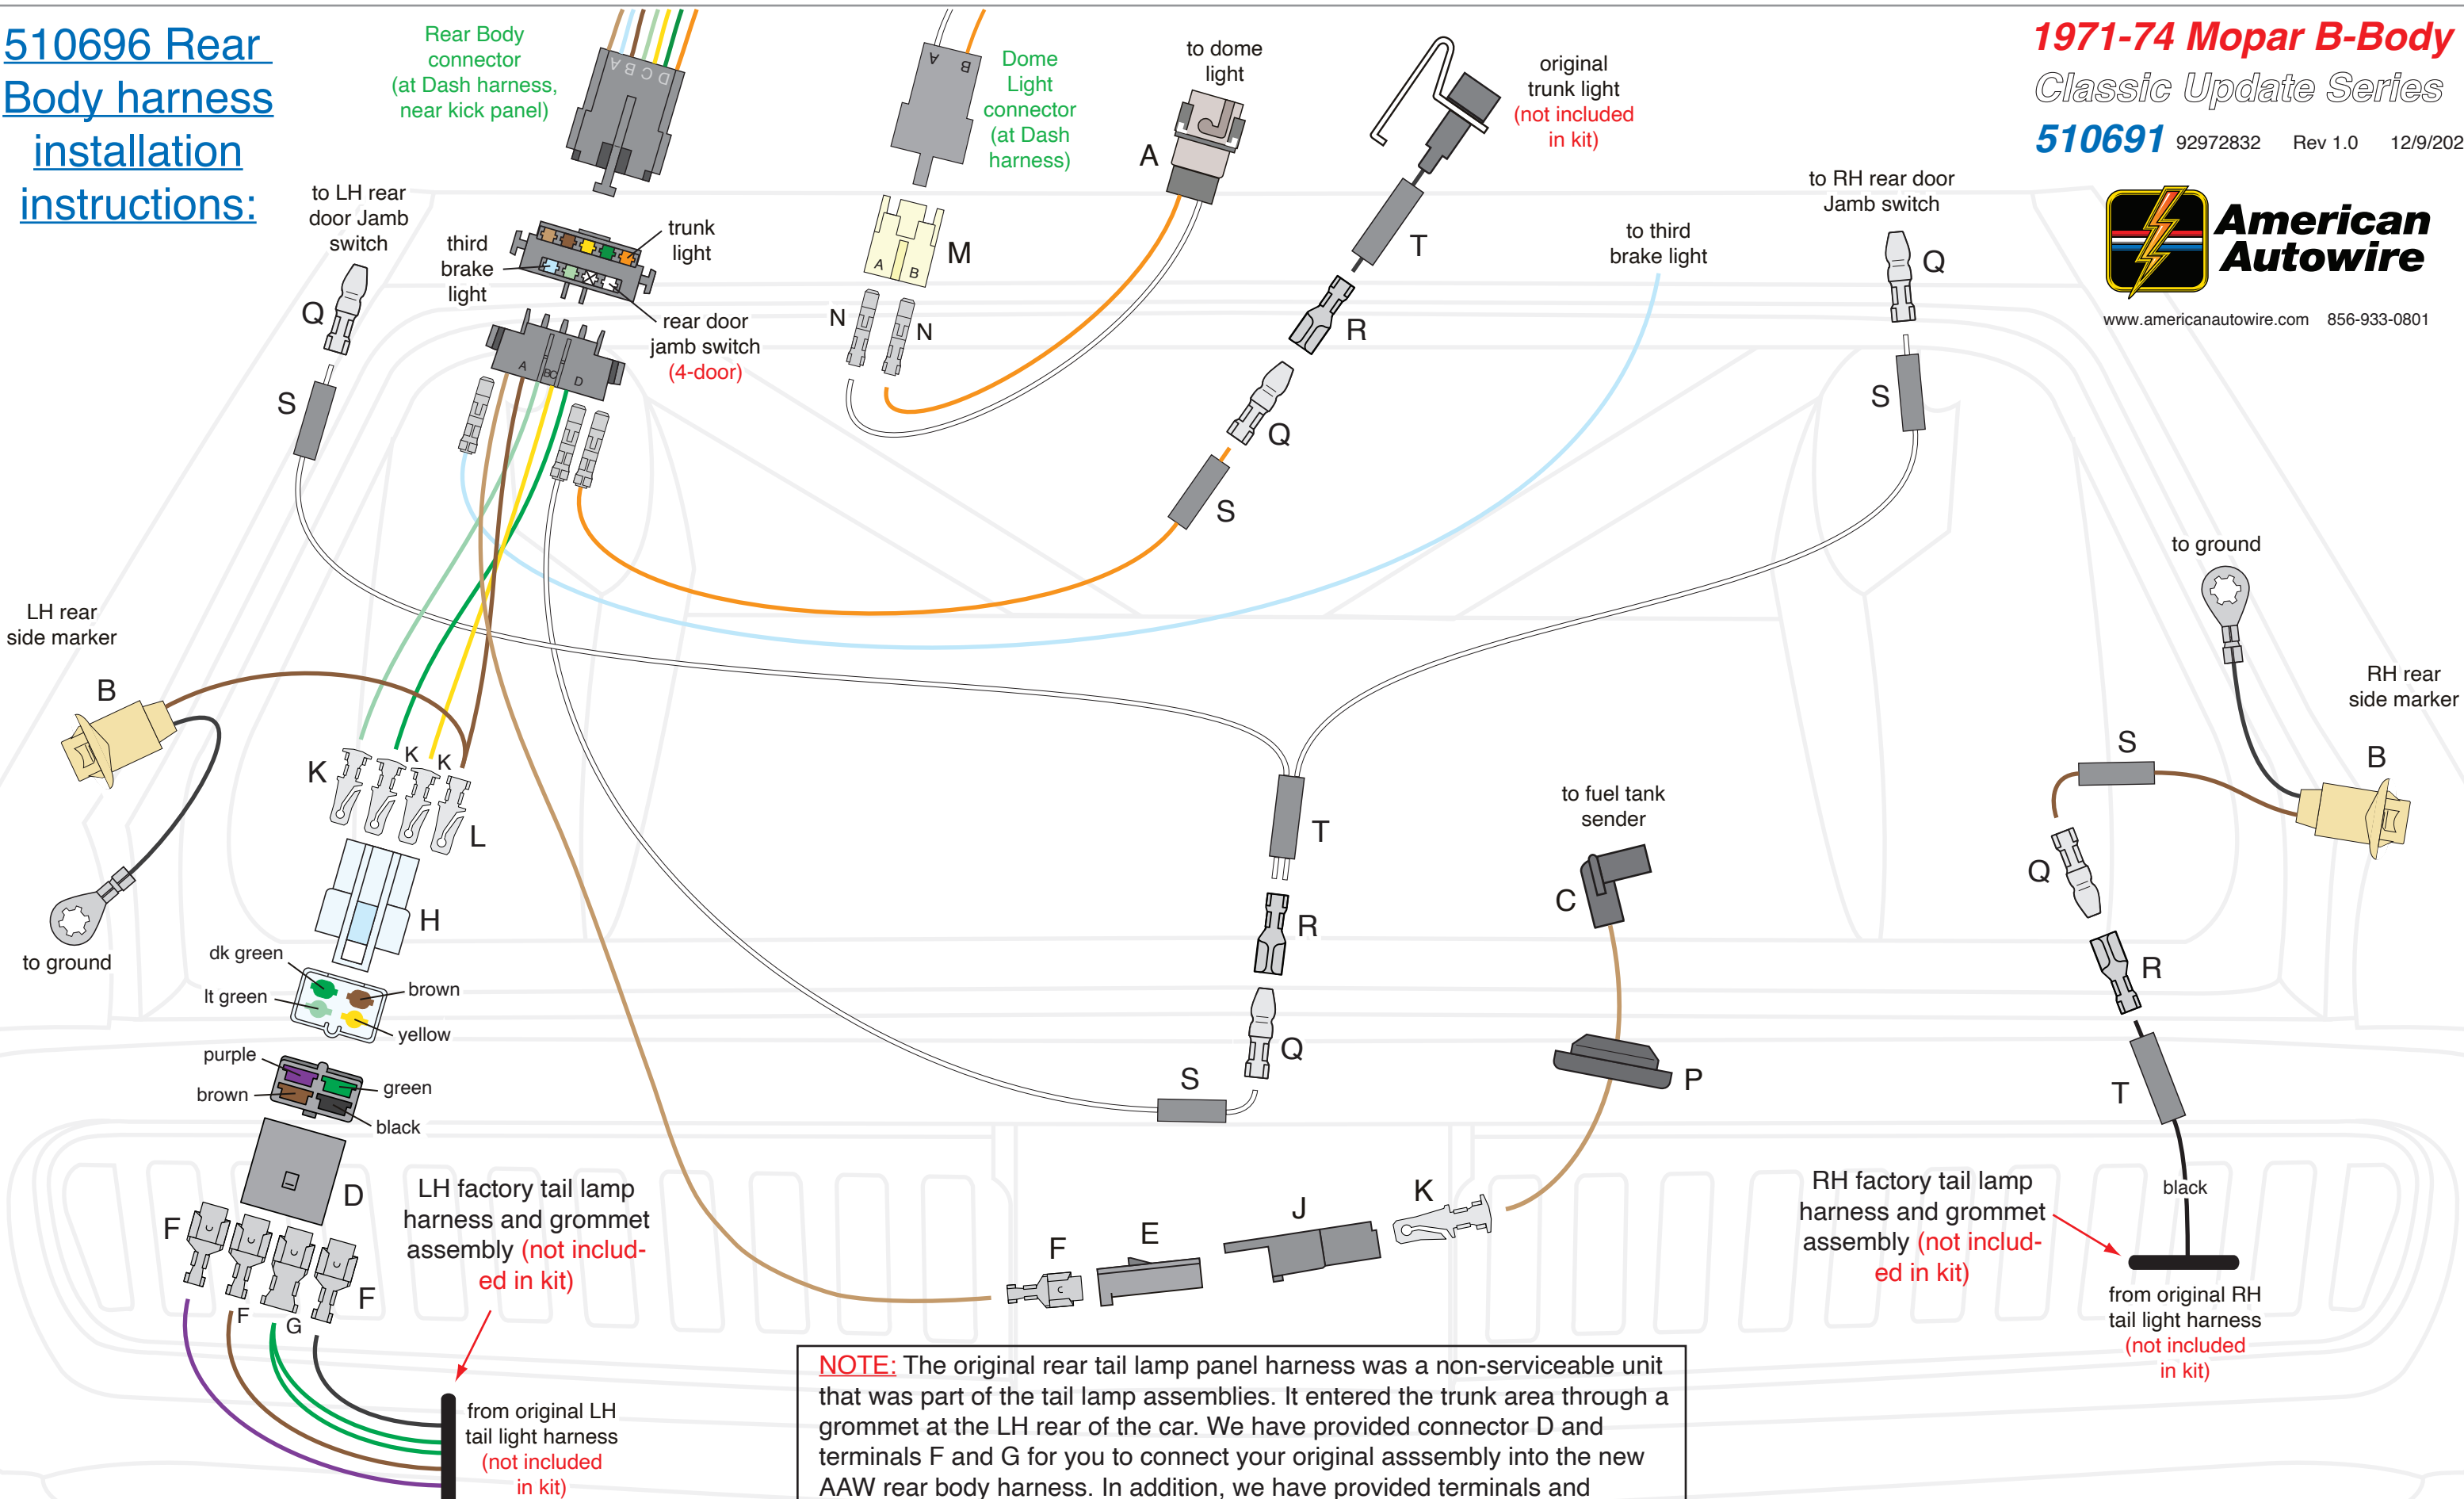 510696 Rear
Body harness
installation
instructions:
Rear Body
connector
(at Dash harness,
near kick panel)
A B C D
A B
Dome
Light
connector
(at Dash
harness)
to dome
light
A
original
trunk light
(not included
in kit)
1971-74 Mopar B-Body
Classic Update Series
510691 92972832 Rev 1.0 12/9/202
American
Autowire
www.americanautowire.com 856-933-0801
to LH rear
door Jamb
switch
Q
S
third
brake
light
trunk
light
rear door
jamb switch
(4-door)
A BC D
M
A B
N
N
T
R
Q
S
to third
brake light
to RH rear door
Jamb switch
Q
S
to ground
RH rear
side marker
B
S
Q
R
T
black
LH rear
side marker
B
to ground
K
K
K
L
H
dk green
lt green
brown
yellow
purple
brown
green
black
D
F
F
G
F
LH factory tail lamp
harness and grommet
assembly (not includ-
ed in kit)
from original LH
tail light harness
(not included
in kit)
T
R
Q
S
to fuel tank
sender
C
P
K
J
E
F
RH factory tail lamp
harness and grommet
assembly (not includ-
ed in kit)
from original RH
tail light harness
(not included
in kit)
NOTE: The original rear tail lamp panel harness was a non-serviceable unit
that was part of the tail lamp assemblies. It entered the trunk area through a
grommet at the LH rear of the car. We have provided connector D and
terminals F and G for you to connect your original asssembly into the new
AAW rear body harness. In addition, we have provided terminals and